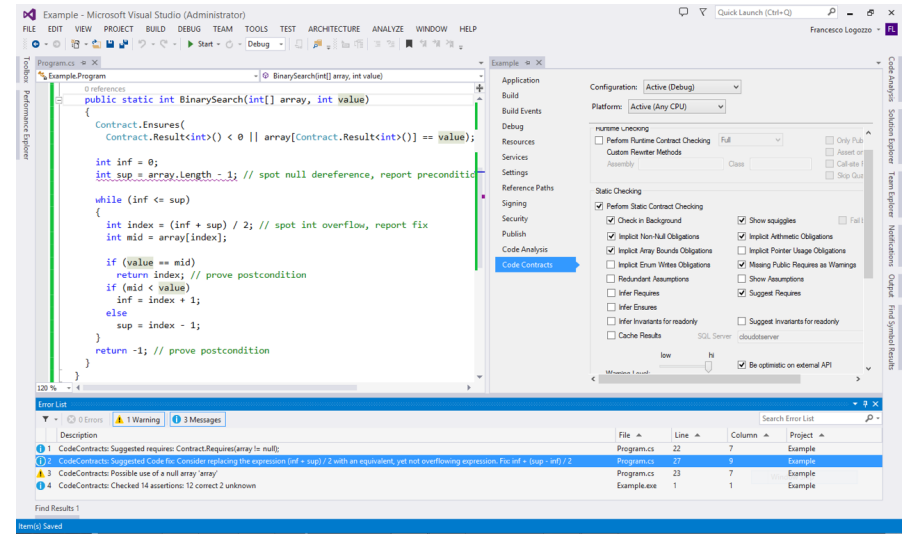 Example - Microsoft Visual Studio (Administrator)
Quick Launch (Ctrl+Q)
FILE EDIT VIEW PROJECT BUILD DEBUG TEAM TOOLS TEST ARCHITECTURE ANALYZE WINDOW HELP
Francesco Logozzo FL
Start Debug
Toolbox
Performance Explorer
Program.cs
Example.Program
BinarySearch(int[] array, int value)
0 references
public static int BinarySearch(int[] array, int value)
{
Contract.Ensures(
Contract.Result<int>() < 0 || array[Contract.Result<int>()] == value);
int inf = 0;
int sup = array.Length - 1; // spot null dereference, report preconditio
while (inf <= sup)
{
int index = (inf + sup) / 2; // spot int overflow, report fix
int mid = array[index];
if (value == mid)
return index; // prove postcondition
if (mid < value)
inf = index + 1;
else
sup = index - 1;
}
return -1; // prove postcondition
}
}
120 %
Example
Application
Build
Build Events
Debug
Resources
Services
Settings
Reference Paths
Signing
Security
Publish
Code Analysis
Code Contracts
Configuration: Active (Debug)
Platform: Active (Any CPU)
Runtime Checking
Perform Runtime Contract Checking Full Only Pub
Custom Rewriter Methods Assert on
Assembly Class
Skip Qua
Static Checking
Perform Static Contract Checking
Check in Background Show squigglies Fail b
Implicit Non-Null Obligations Implicit Arithmetic Obligations
Implicit Array Bounds Obligations Implicit Pointer Usage Obligations
Implicit Enum Writes Obligations Missing Public Requires as Warnings
Redundant Assumptions Show Assumptions
Infer Requires Suggest Requires
Infer Ensures
Infer Invariants for readonly Suggest Invariants for readonly
Cache Results SQL Server cloudotserver
low hi
Warning Level: Be optimistic on external API
Code Analysis
Solution Explorer
Team Explorer
Notifications
Output
Find Symbol Results
Error List
0 Errors 1 Warning 3 Messages Search Error List
Description File Line Column Project
1 CodeContracts: Suggested requires: Contract.Requires(array != null); Program.cs 22 7 Example
2 CodeContracts: Suggested Code fix: Consider replacing the expression (inf + sup) / 2 with an equivalent, yet not overflowing expression. Fix: inf + (sup - inf) / 2 Program.cs 27 9 Example
3 CodeContracts: Possible use of a null array 'array' Program.cs 23 7 Example
4 CodeContracts: Checked 14 assertions: 12 correct 2 unknown Example.exe 1 1 Example
Find Results 1
Item(s) Saved